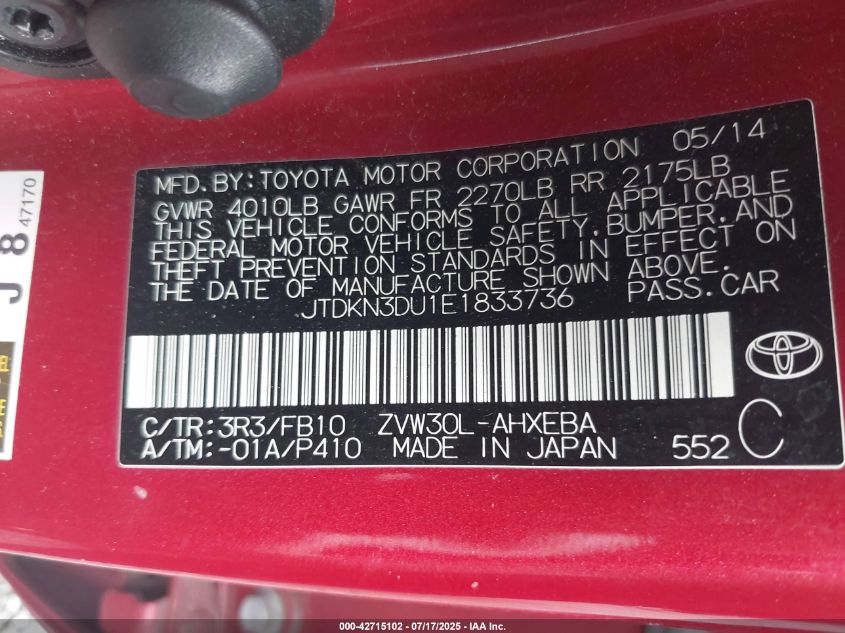 MFD. BY:TOYOTA MOTOR CORPORATION 05/14
GVWR 4010LB GAWR FR 2270LB RR 2175LB
THIS VEHICLE CONFORMS TO ALL APPLICABLE
FEDERAL MOTOR VEHICLE SAFETY,BUMPER,AND
THEFT PREVENTION STANDARDS IN EFFECT ON
THE DATE OF MANUFACTURE SHOWN ABOVE.
JTDKN3DU1E1833736 PASS.CAR
C/TR:3R3/FB10 ZVW30L-AHXEBA
A/TM:-01A/P410 MADE IN JAPAN 552 C
J 8
47170
000-42715102 - 07/17/2025 - IAA Inc.